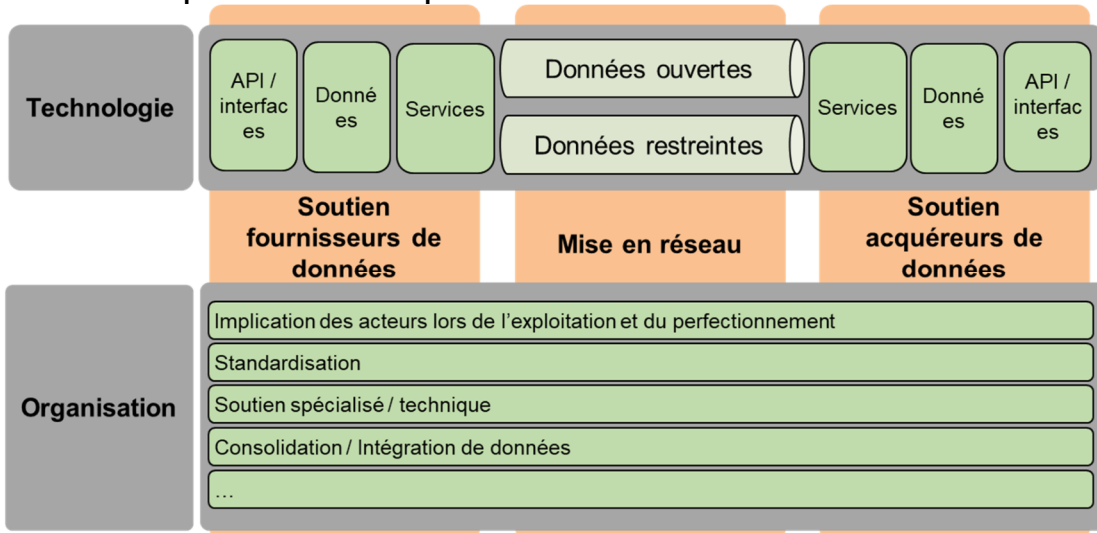 Technologie
API /
interfac
es
Donné
es
Services
Données ouvertes
Données restreintes
Services
Donné
es
API /
interfac
es
Soutien
fournisseurs de
données
Mise en réseau
Soutien
acquéreurs de
données
Organisation
Implication des acteurs lors de l'exploitation et du perfectionnement
Standardisation
Soutien spécialisé / technique
Consolidation / Intégration de données
...